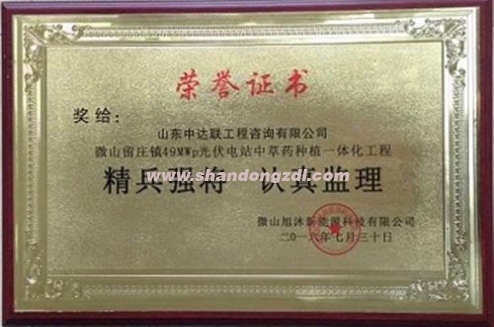 荣誉证书
奖给:
山东中达联工程咨询有限公司
微山留庄镇49MWp光伏电站中草药种植一体化工程
精兵强将 认真监理
www.shandongzdl.com
微山旭沐新能源科技有限公司
二〇一六年七月三十日